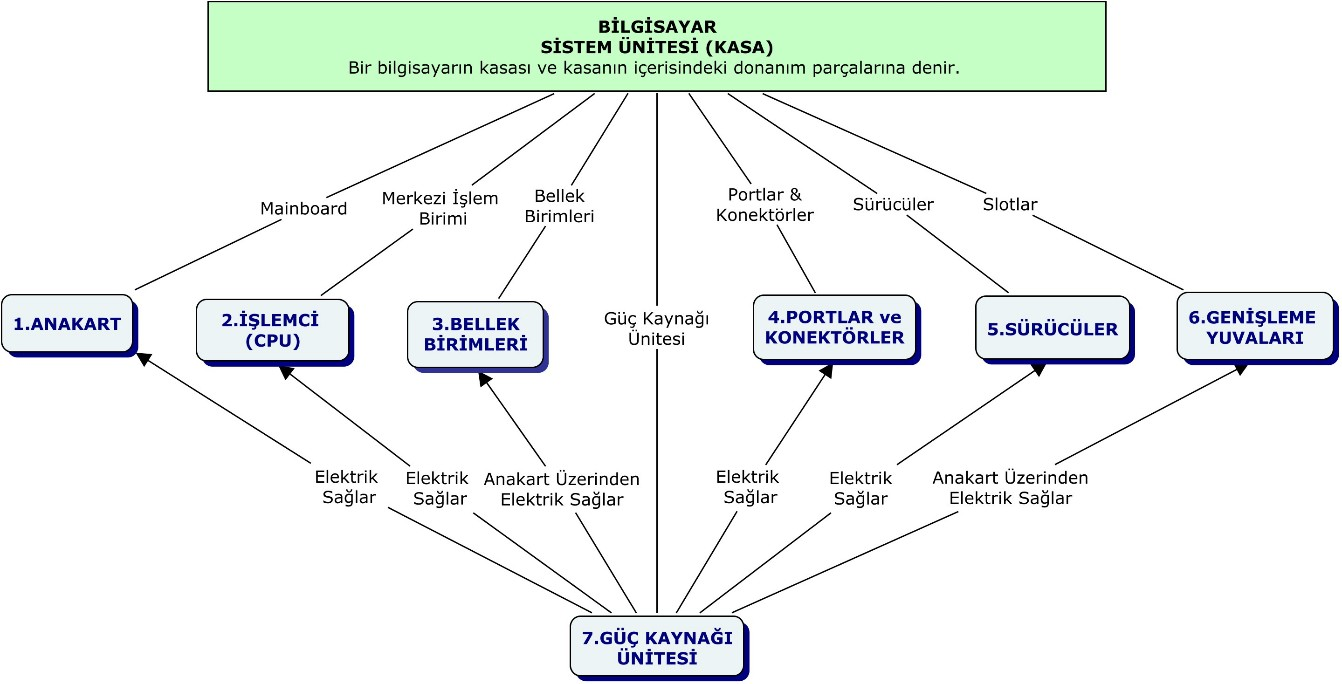 BİLGİSAYAR
SİSTEM ÜNİTESİ (KASA)
Bir bilgisayarın kasası ve kasanın içerisindeki donanım parçalarına denir.
Mainboard
Merkezi İşlem
Birimi
Bellek
Birimleri
Portlar &
Konektörler
Sürücüler
Slotlar
1.ANAKART
2.İŞLEMCİ
(CPU)
3.BELLEK
BİRİMLERİ
Güç Kaynağı
Ünitesi
4.PORTLAR ve
KONEKTÖRLER
5.SÜRÜCÜLER
6.GENİŞLEME
YUVALARI
Elektrik
Sağlar
Elektrik
Sağlar
Anakart Üzerinden
Elektrik Sağlar
Elektrik
Sağlar
Elektrik
Sağlar
Anakart Üzerinden
Elektrik Sağlar
7.GÜÇ KAYNAĞI
ÜNİTESİ